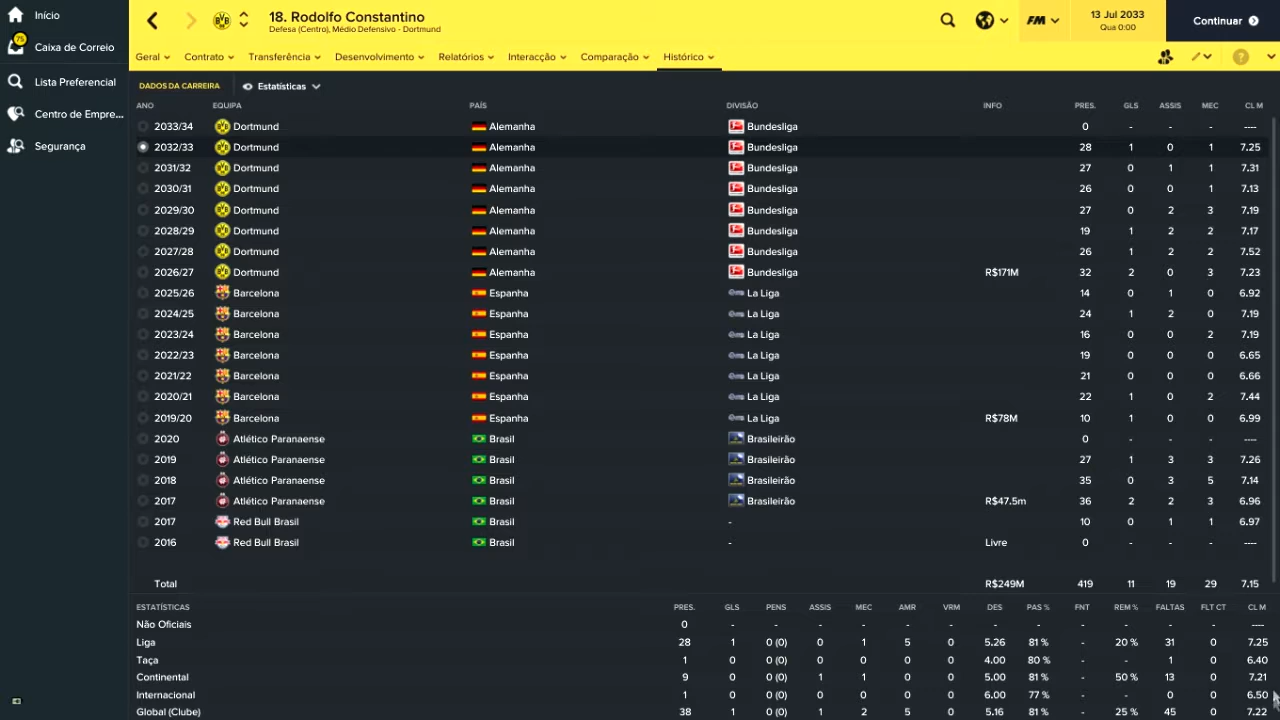 18. Rodolfo Constantino
Defesa (Centro), Médio Defensivo - Dortmund
FM
13 Jul 2033
Qua 0:00
Continuar
Início
75
Caixa de Correio
Lista Preferencial
Centro de Empre...
Segurança
Geral Contrato Transferência Desenvolvimento Relatórios Interacção Comparação Histórico
DADOS DA CARREIRA Estatísticas
ANO EQUIPA PAÍS DIVISÃO INFO PRES. GLS ASSIS MEC CL M
2033/34 Dortmund Alemanha Bundesliga 0 - - - ----
2032/33 Dortmund Alemanha Bundesliga 28 1 0 1 7.25
2031/32 Dortmund Alemanha Bundesliga 27 0 1 1 7.31
2030/31 Dortmund Alemanha Bundesliga 26 0 0 1 7.13
2029/30 Dortmund Alemanha Bundesliga 27 0 2 3 7.19
2028/29 Dortmund Alemanha Bundesliga 19 1 2 2 7.17
2027/28 Dortmund Alemanha Bundesliga 26 1 2 2 7.52
2026/27 Dortmund Alemanha Bundesliga R$171M 32 2 0 3 7.23
2025/26 Barcelona Espanha La Liga 14 0 1 0 6.92
2024/25 Barcelona Espanha La Liga 24 1 2 0 7.19
2023/24 Barcelona Espanha La Liga 16 0 0 2 7.19
2022/23 Barcelona Espanha La Liga 19 0 0 0 6.65
2021/22 Barcelona Espanha La Liga 21 0 0 0 6.66
2020/21 Barcelona Espanha La Liga 22 1 0 2 7.44
2019/20 Barcelona Espanha La Liga R$78M 10 1 0 0 6.99
2020 Atlético Paranaense Brasil Brasileirão 0 - - - ----
2019 Atlético Paranaense Brasil Brasileirão 27 1 3 3 7.26
2018 Atlético Paranaense Brasil Brasileirão 35 0 3 5 7.14
2017 Atlético Paranaense Brasil Brasileirão R$47.5m 36 2 2 3 6.96
2017 Red Bull Brasil Brasil - 10 0 1 1 6.97
2016 Red Bull Brasil Brasil - Livre 0 - - - ----
Total R$249M 419 11 19 29 7.15
ESTATÍSTICAS PRES. GLS PENS ASSIS MEC AMR VRM DES PAS % FNT REM % FALTAS FLT CT CL M
Não Oficiais 0 - - - - - - - - - - - - ----
Liga 28 1 0 (0) 0 1 5 0 5.26 81 % - 20 % 31 0 7.25
Taça 1 0 0 (0) 0 0 0 0 4.00 80 % - - 1 0 6.40
Continental 9 0 0 (0) 1 1 0 0 5.00 81 % - 50 % 13 0 7.21
Internacional 1 0 0 (0) 0 0 0 0 6.00 77 % - - 0 0 6.50
Global (Clube) 38 1 0 (0) 1 2 5 0 5.16 81 % - 25 % 45 0 7.22